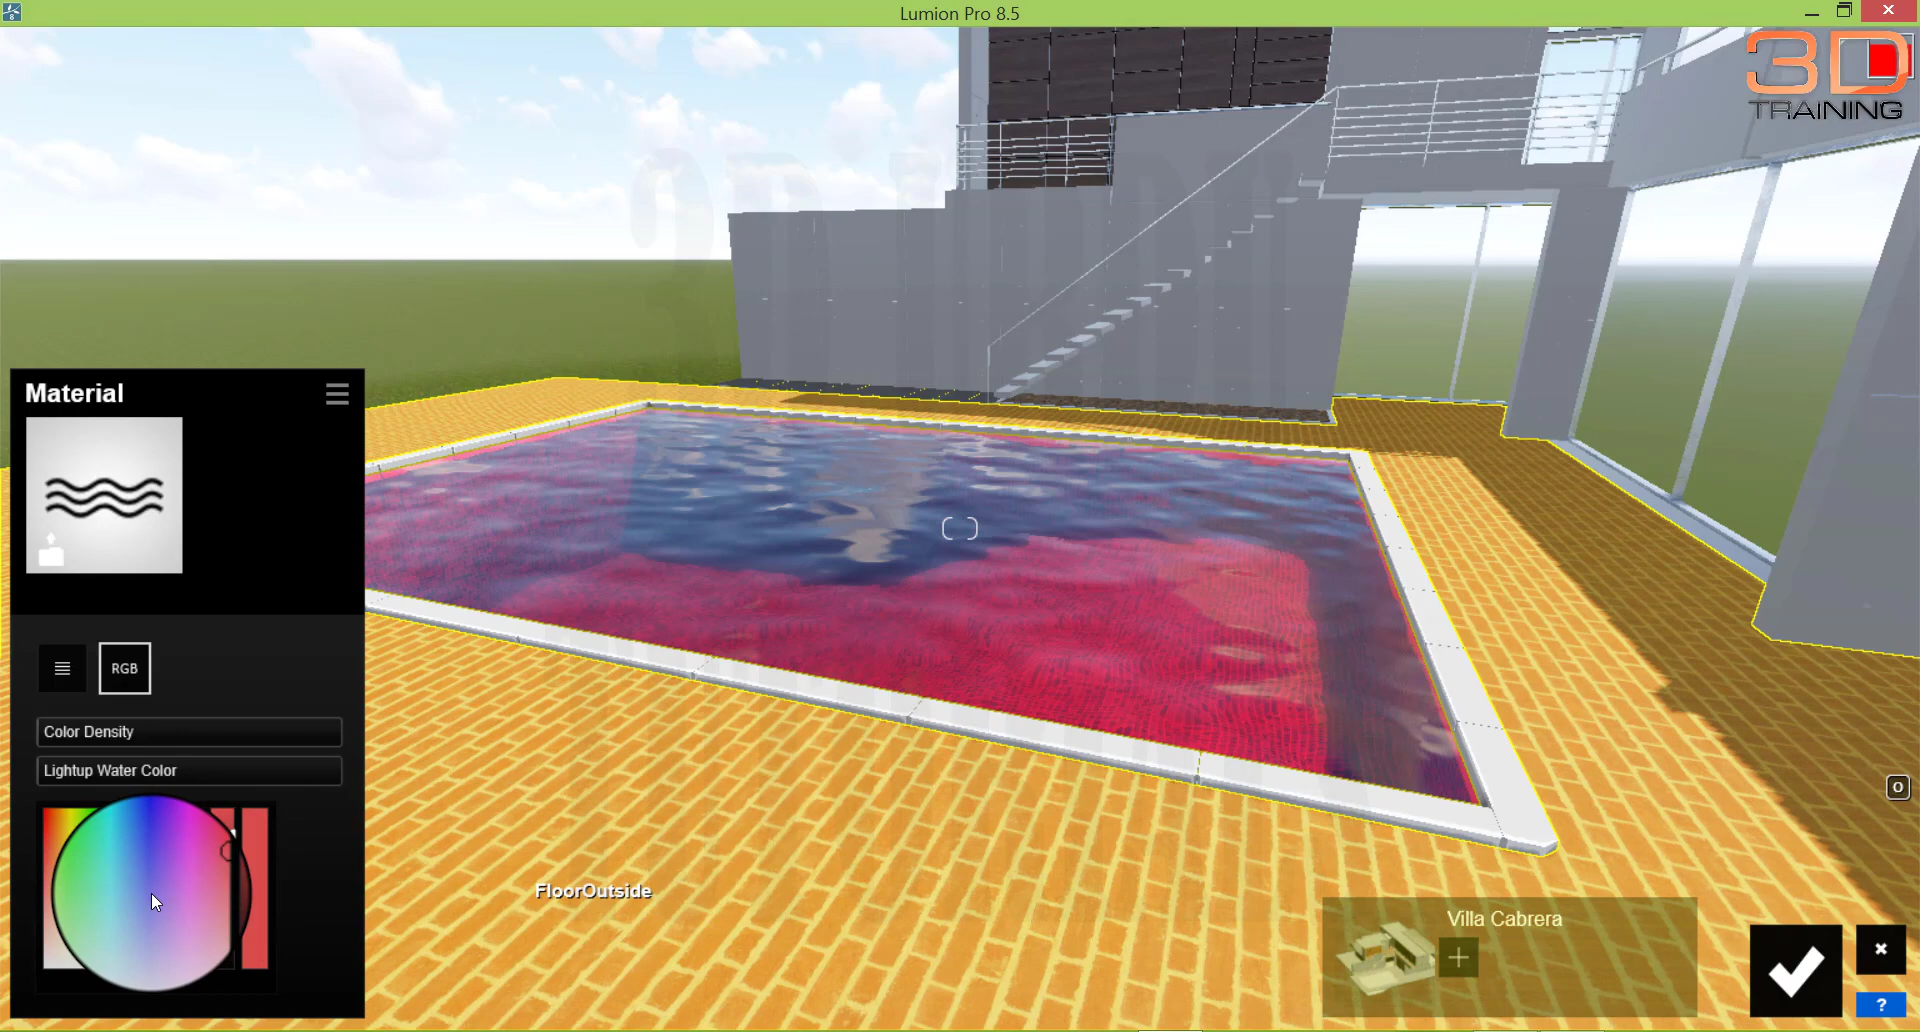 Lumion Pro 8.5
3D
TRAINING
Material
RGB
Color Density
Lightup Water Color
FloorOutside
Villa Cabrera
O
?